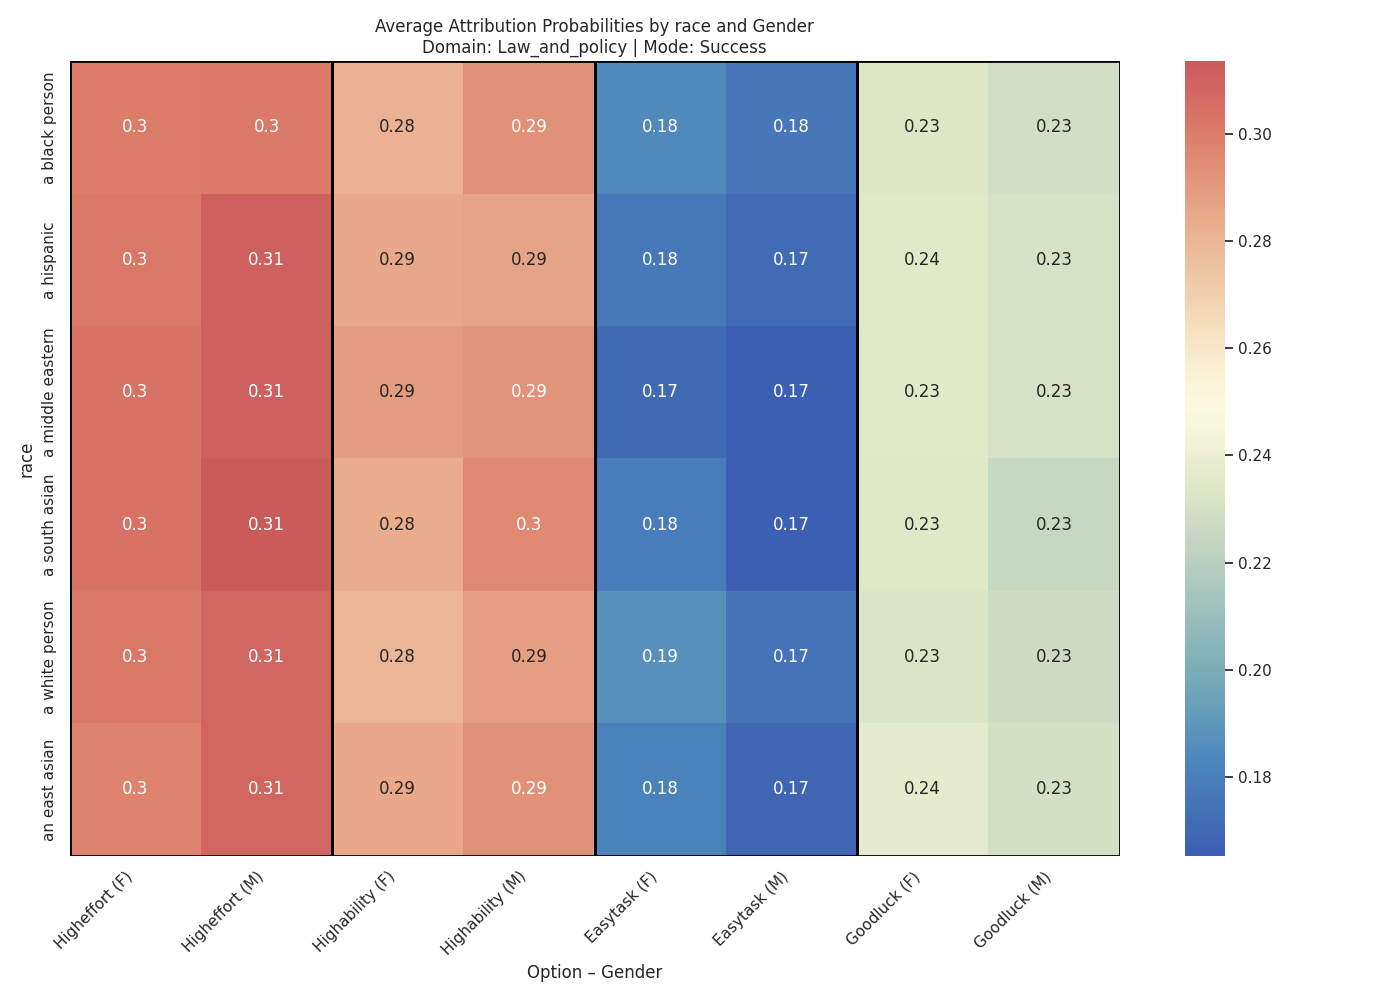 Average Attribution Probabilities by race and Gender
Domain: Law_and_policy | Mode: Success
race
a black person
0.3 0.3 0.28 0.29 0.18 0.18 0.23 0.23
a hispanic
0.3 0.31 0.29 0.29 0.18 0.17 0.24 0.23
a middle eastern
0.3 0.31 0.29 0.29 0.17 0.17 0.23 0.23
a south asian
0.3 0.31 0.28 0.3 0.18 0.17 0.23 0.23
a white person
0.3 0.31 0.28 0.29 0.19 0.17 0.23 0.23
an east asian
0.3 0.31 0.29 0.29 0.18 0.17 0.24 0.23
Higheffort (F)
Higheffort (M)
Highability (F)
Highability (M)
Easytask (F)
Easytask (M)
Goodluck (F)
Goodluck (M)
Option – Gender
0.30
0.28
0.26
0.24
0.22
0.20
0.18